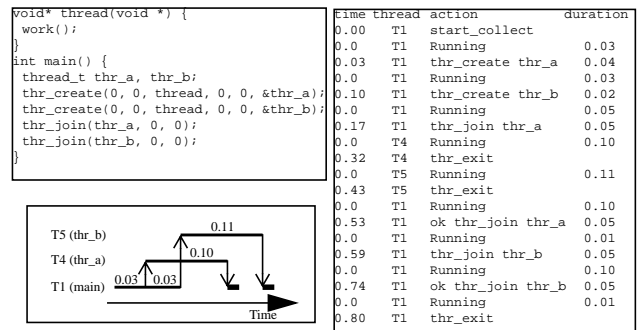 void* thread(void *) {
work();
}
int main() {
thread_t thr_a, thr_b;
thr_create(0, 0, thread, 0, 0, &thr_a);
thr_create(0, 0, thread, 0, 0, &thr_b);
thr_join(thr_a, 0, 0);
thr_join(thr_b, 0, 0);
}
T5 (thr_b) 0.11
T4 (thr_a) 0.10
T1 (main) 0.03 0.03
Time
time thread action duration
0.00 T1 start_collect
0.0 T1 Running 0.03
0.03 T1 thr_create thr_a 0.04
0.0 T1 Running 0.03
0.10 T1 thr_create thr_b 0.02
0.0 T1 Running 0.05
0.17 T1 thr_join thr_a 0.05
0.0 T4 Running 0.10
0.32 T4 thr_exit
0.0 T5 Running 0.11
0.43 T5 thr_exit
0.0 T1 Running 0.10
0.53 T1 ok thr_join thr_a 0.05
0.0 T1 Running 0.01
0.59 T1 thr_join thr_b 0.05
0.0 T1 Running 0.10
0.74 T1 ok thr_join thr_b 0.05
0.0 T1 Running 0.01
0.80 T1 thr_exit